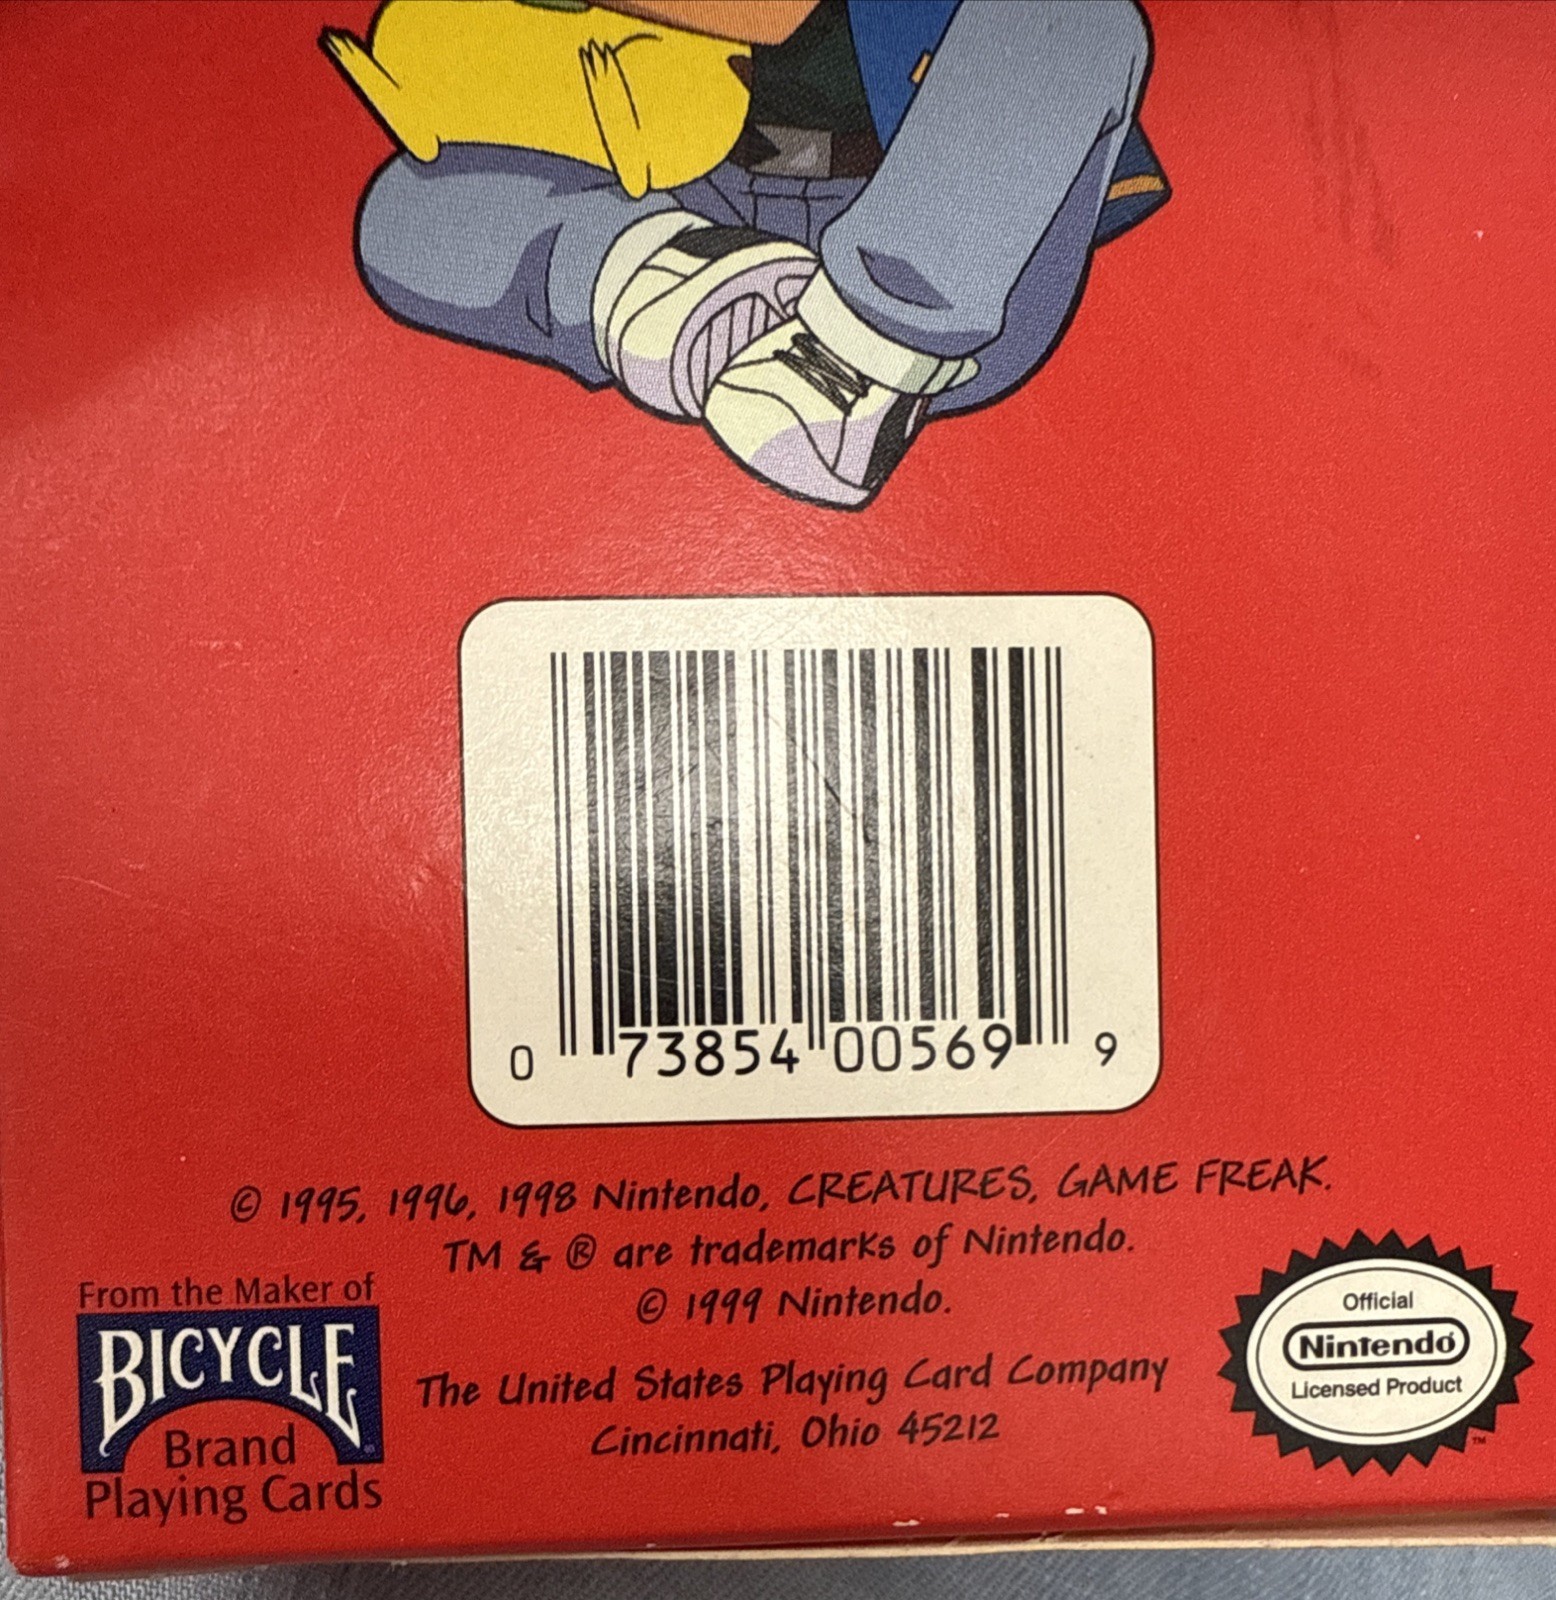 0 73854 00569 9
© 1995, 1996, 1998 Nintendo, CREATURES, GAME FREAK.
TM & ® are trademarks of Nintendo.
© 1999 Nintendo.
The United States Playing Card Company
Cincinnati, Ohio 45212
From the Maker of
BICYCLE
Brand
Playing Cards
Official
Nintendo
Licensed Product
TM